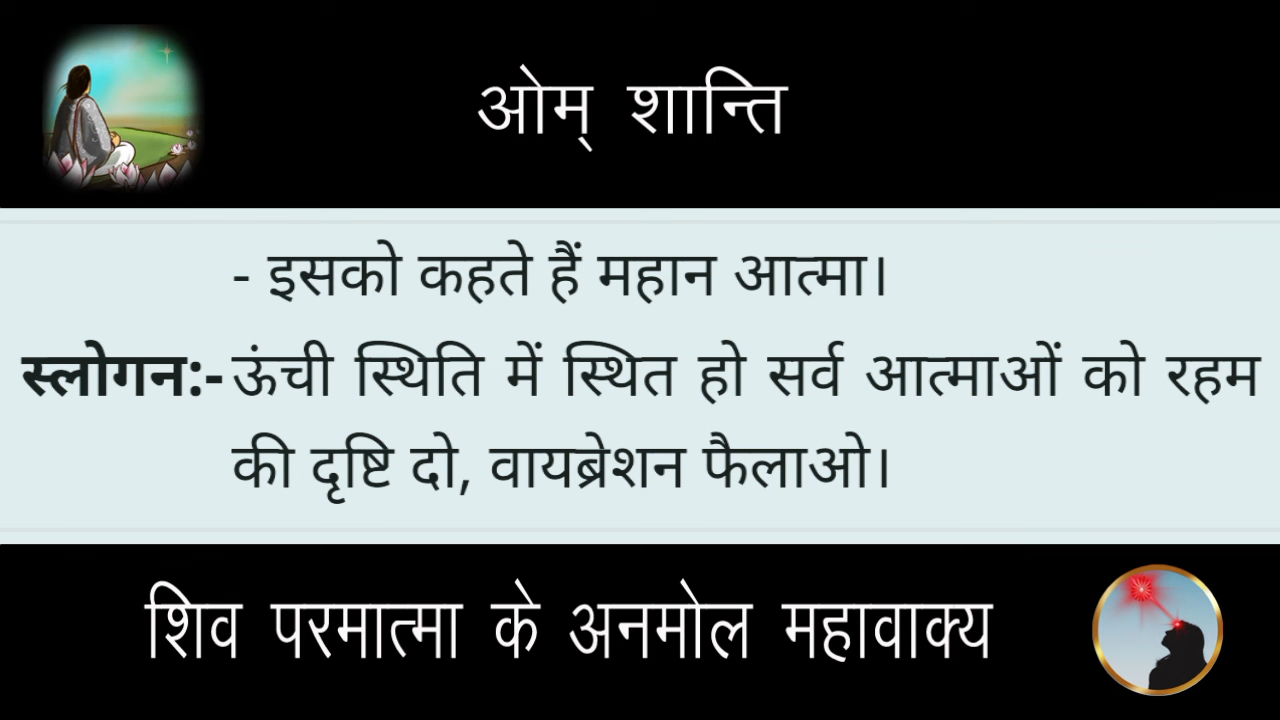 ओम् शान्ति
- इसको कहते हैं महान आत्मा।
स्लोगन:- ऊंची स्थिति में स्थित हो सर्व आत्माओं को रहम
की दृष्टि दो, वायब्रेशन फैलाओ।
शिव परमात्मा के अनमोल महावाक्य